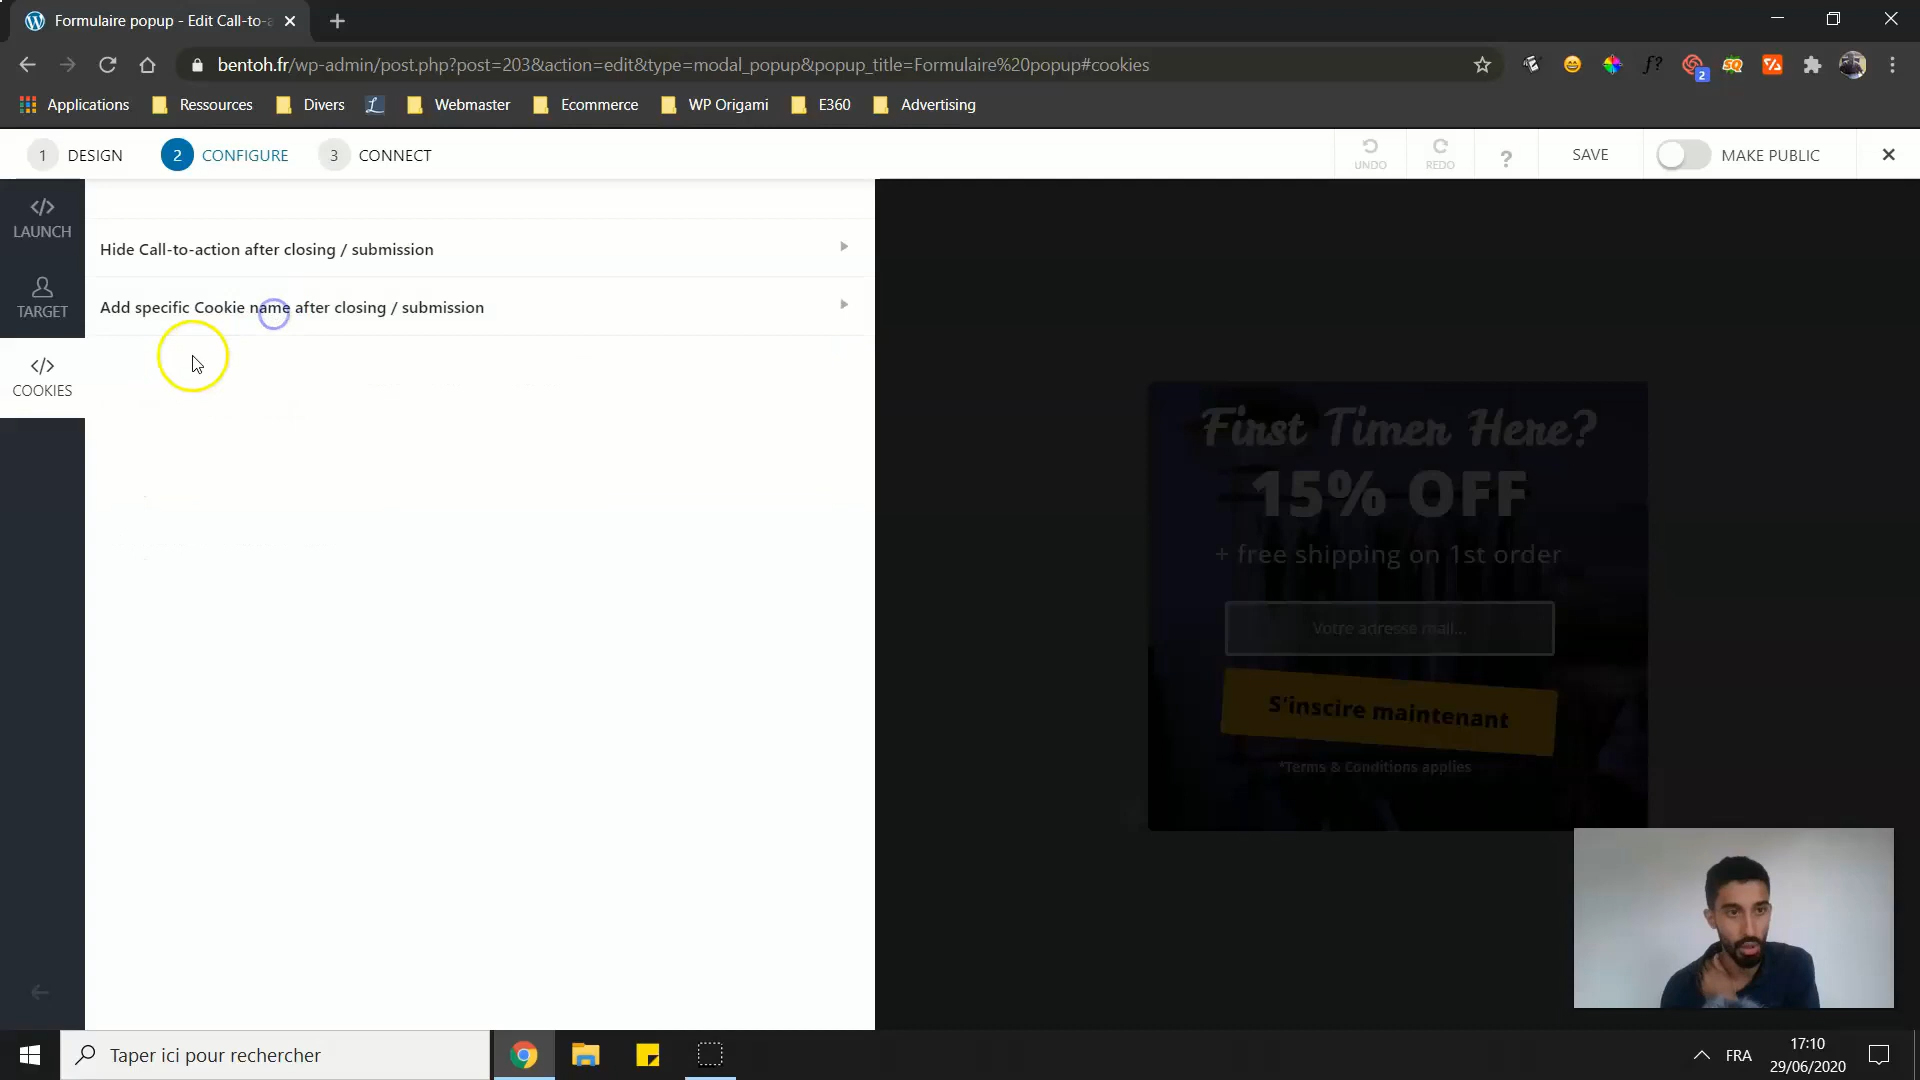 Formulaire popup - Edit Call-to-a
bentoh.fr/wp-admin/post.php?post=203&action=edit&type=modal_popup&popup_title=Formulaire%20popup#cookies
2
Applications
Ressources
Divers
Webmaster
Ecommerce
WP Origami
E360
Advertising
1 DESIGN
2 CONFIGURE
3 CONNECT
UNDO
REDO
?
SAVE
MAKE PUBLIC
LAUNCH
TARGET
COOKIES
Hide Call-to-action after closing / submission
Add specific Cookie name after closing / submission
First Timer Here?
15% OFF
+ free shipping on 1st order
Votre adresse mail...
S'inscire maintenant
*Terms & Conditions applies
Taper ici pour rechercher
FRA
17:10
29/06/2020